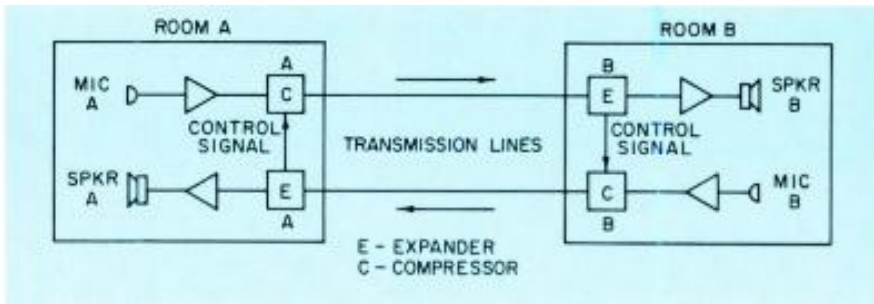 ROOM A
ROOM B
A
B
MIC
A
C
E
SPKR
B
CONTROL
SIGNAL
TRANSMISSION LINES
CONTROL
SIGNAL
SPKR
A
E
C
MIC
B
A
B
E - EXPANDER
C - COMPRESSOR